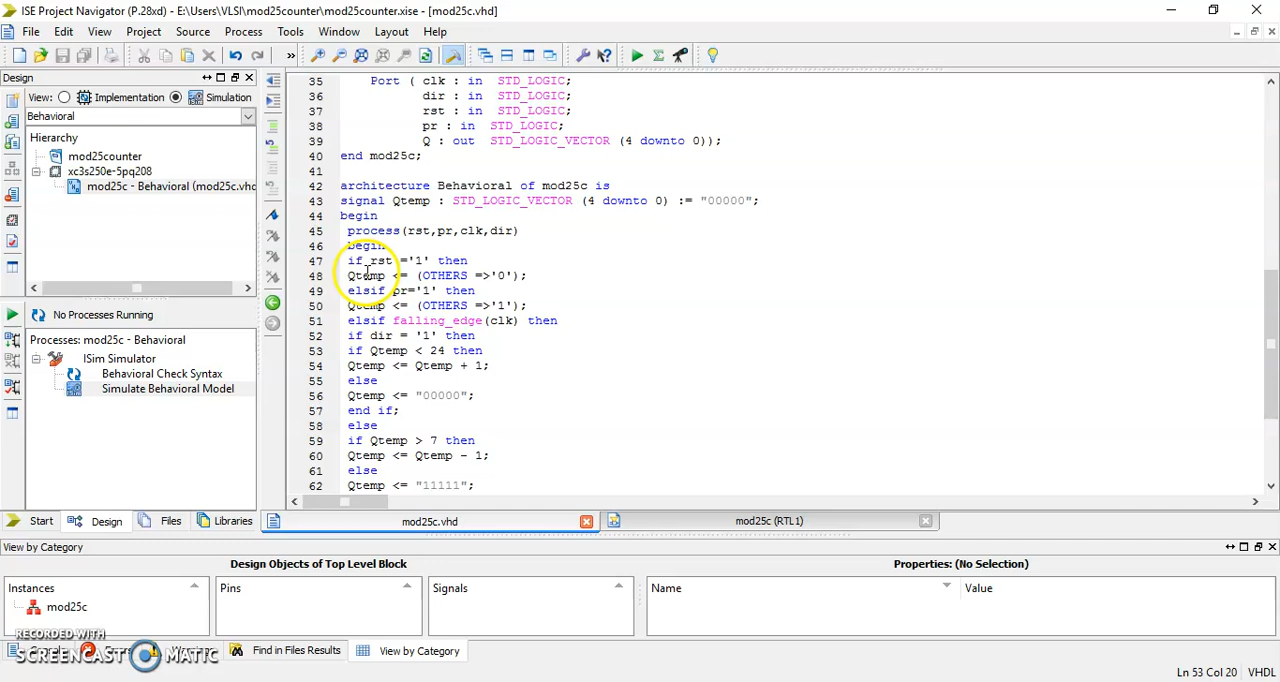 ISE Project Navigator (P.28xd) - E:\Users\VLSI\mod25counter\mod25counter.xise - [mod25c.vhd]
File Edit View Project Source Process Tools Window Layout Help
»
Design
View: Implementation Simulation
Behavioral
Hierarchy
mod25counter
xc3s250e-5pq208
mod25c - Behavioral (mod25c.vhd
No Processes Running
Processes: mod25c - Behavioral
ISim Simulator
Behavioral Check Syntax
Simulate Behavioral Model
Start Design Files Libraries
35 Port ( clk : in STD_LOGIC;
36 dir : in STD_LOGIC;
37 rst : in STD_LOGIC;
38 pr : in STD_LOGIC;
39 Q : out STD_LOGIC_VECTOR (4 downto 0));
40 end mod25c;
41
42 architecture Behavioral of mod25c is
43 signal Qtemp : STD_LOGIC_VECTOR (4 downto 0) := "00000";
44 begin
45 process(rst,pr,clk,dir)
46 begin
47 if rst ='1' then
48 Qtemp <= (OTHERS =>'0');
49 elsif pr='1' then
50 Qtemp <= (OTHERS =>'1');
51 elsif falling_edge(clk) then
52 if dir = '1' then
53 if Qtemp < 24 then
54 Qtemp <= Qtemp + 1;
55 else
56 Qtemp <= "00000";
57 end if;
58 else
59 if Qtemp > 7 then
60 Qtemp <= Qtemp - 1;
61 else
62 Qtemp <= "11111";
mod25c.vhd mod25c (RTL1)
View by Category
Design Objects of Top Level Block Properties: (No Selection)
Instances Pins Signals Name Value
mod25c
RECORDED WITH
SCREENCAST MATIC
Find in Files Results View by Category
Ln 53 Col 20 VHDL